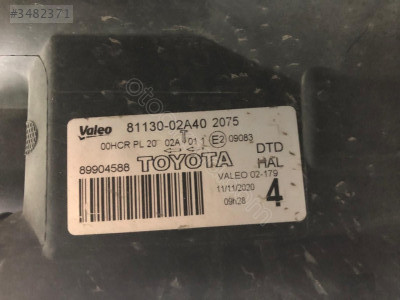 #3482371
Valeo 81130-02A40 2075
00HCR PL 20 02A 01 1 E2 09083
DTD
89904588 TOYOTA HAL
VALEO 02-179
11/11/2020 4
09h28